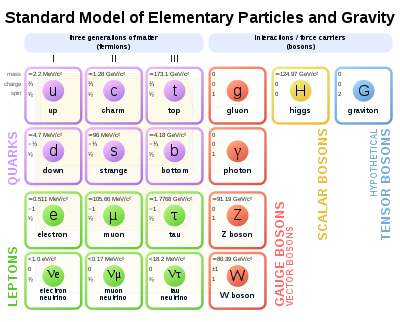 Standard Model of Elementary Particles and Gravity
three generations of matter
(fermions)
interactions / force carriers
(bosons)
I II III
mass
charge
spin
≃2.2 MeV/c²
⅔
½
u
up
≃1.28 GeV/c²
⅔
½
c
charm
≃173.1 GeV/c²
⅔
½
t
top
0
0
1
g
gluon
≃124.97 GeV/c²
0
0
H
higgs
0
0
2
G
graviton
QUARKS
≃4.7 MeV/c²
−⅓
½
d
down
≃96 MeV/c²
−⅓
½
s
strange
≃4.18 GeV/c²
−⅓
½
b
bottom
0
0
1
γ
photon
SCALAR BOSONS
HYPOTHETICAL
TENSOR BOSONS
LEPTONS
≃0.511 MeV/c²
−1
½
e
electron
≃105.66 MeV/c²
−1
½
μ
muon
≃1.7768 GeV/c²
−1
½
τ
tau
≃91.19 GeV/c²
0
1
Z
Z boson
<1.0 eV/c²
0
½
νe
electron
neutrino
<0.17 MeV/c²
0
½
νμ
muon
neutrino
<18.2 MeV/c²
0
½
ντ
tau
neutrino
≃80.39 GeV/c²
±1
1
W
W boson
GAUGE BOSONS
VECTOR BOSONS